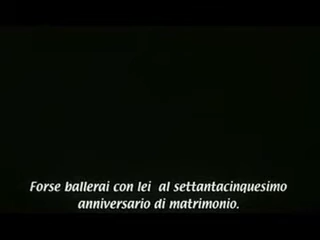 Forse ballerai con lei al settantacinquesimo
anniversario di matrimonio.